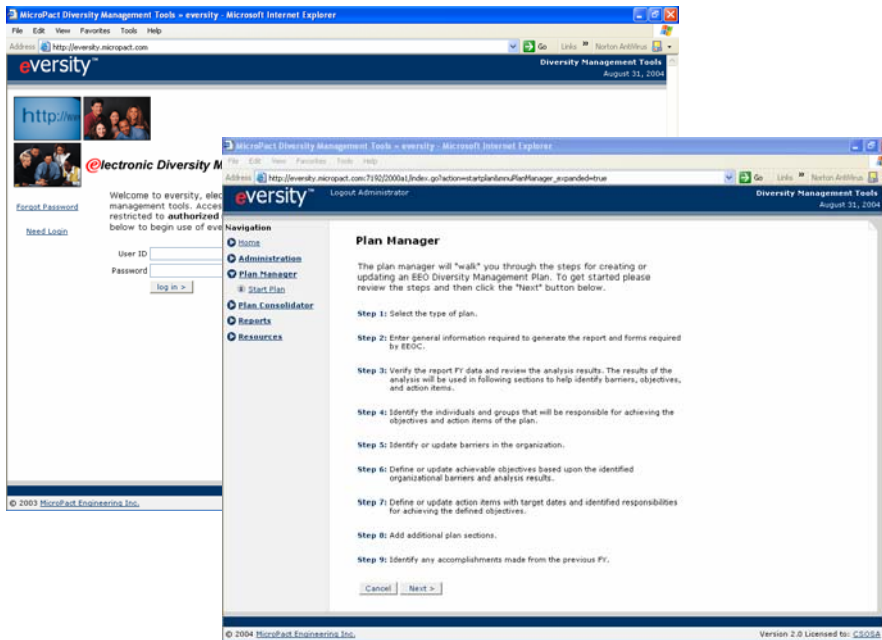 MicroPact Diversity Management Tools - eversity - Microsoft Internet Explorer
File Edit View Favorites Tools Help
Address http://eversity.micropact.com Go Links » Norton AntiVirus
eversity™
Diversity Management Tools
August 31, 2004
http://ww
electronic Diversity M
Welcome to eversity, elec
management tools. Acces
restricted to authorized
below to begin use of eve
Forgot Password
Need Login
User ID
Password
log in >
© 2003 MicroPact Engineering Inc.
MicroPact Diversity Management Tools - eversity - Microsoft Internet Explorer
File Edit View Favorites Tools Help
Address http://eversity.micropact.com:7192/2000a1/index.go?action=startplan&mnuPlanManager_expanded=true Go Links » Norton AntiVirus
eversity™
Logout Administrator
Diversity Management Tools
August 31, 2004
Navigation
Home
Administration
Plan Manager
Start Plan
Plan Consolidator
Reports
Resources
Plan Manager
The plan manager will "walk" you through the steps for creating or
updating an EEO Diversity Management Plan. To get started please
review the steps and then click the "Next" button below.
Step 1: Select the type of plan.
Step 2: Enter general information required to generate the report and forms required
by EEOC.
Step 3: Verify the report FY data and review the analysis results. The results of the
analysis will be used in following sections to help identify barriers, objectives,
and action items.
Step 4: Identify the individuals and groups that will be responsible for achieving the
objectives and action items of the plan.
Step 5: Identify or update barriers in the organization.
Step 6: Define or update achievable objectives based upon the identified
organizational barriers and analysis results.
Step 7: Define or update action items with target dates and identified responsibilities
for achieving the defined objectives.
Step 8: Add additional plan sections.
Step 9: Identify any accomplishments made from the previous FY.
Cancel Next >
© 2004 MicroPact Engineering Inc.
Version 2.0 Licensed to: CSOSA